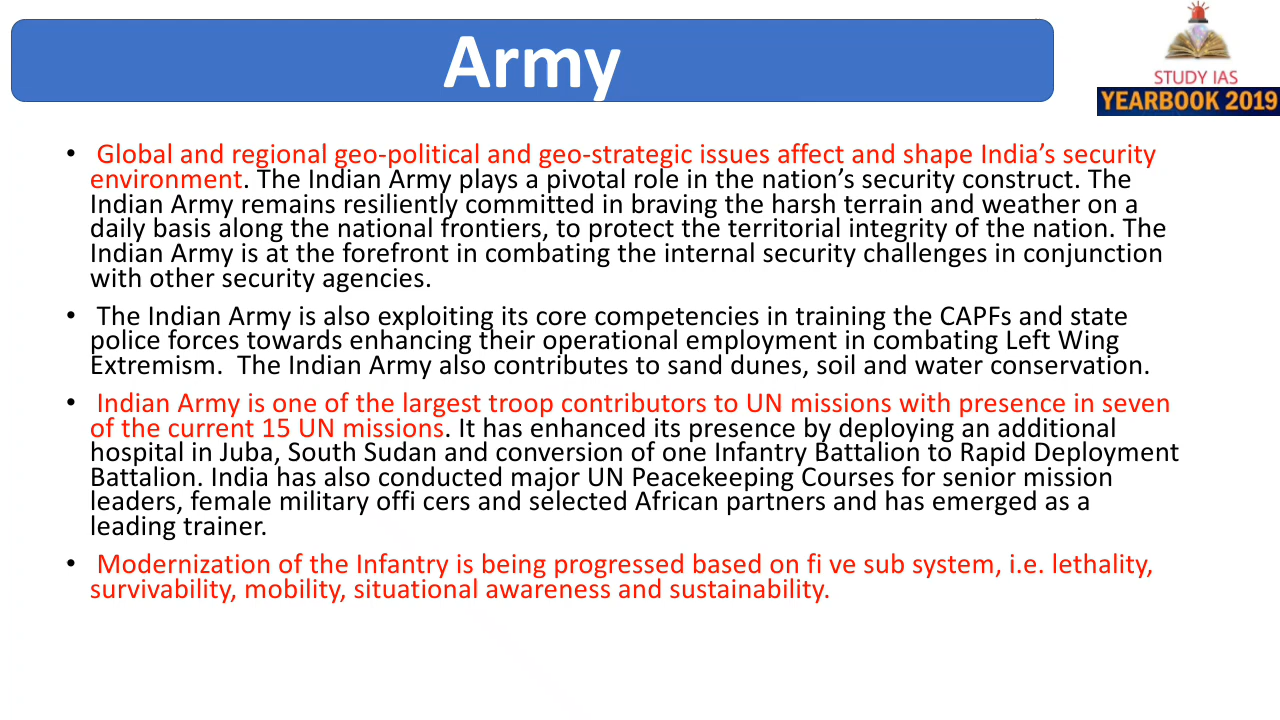 Army
STUDY IAS
YEARBOOK 2019
• Global and regional geo-political and geo-strategic issues affect and shape India’s security
environment. The Indian Army plays a pivotal role in the nation’s security construct. The
Indian Army remains resiliently committed in braving the harsh terrain and weather on a
daily basis along the national frontiers, to protect the territorial integrity of the nation. The
Indian Army is at the forefront in combating the internal security challenges in conjunction
with other security agencies.
• The Indian Army is also exploiting its core competencies in training the CAPFs and state
police forces towards enhancing their operational employment in combating Left Wing
Extremism.  The Indian Army also contributes to sand dunes, soil and water conservation.
• Indian Army is one of the largest troop contributors to UN missions with presence in seven
of the current 15 UN missions. It has enhanced its presence by deploying an additional
hospital in Juba, South Sudan and conversion of one Infantry Battalion to Rapid Deployment
Battalion. India has also conducted major UN Peacekeeping Courses for senior mission
leaders, female military offi cers and selected African partners and has emerged as a
leading trainer.
• Modernization of the Infantry is being progressed based on fi ve sub system, i.e. lethality,
survivability, mobility, situational awareness and sustainability.